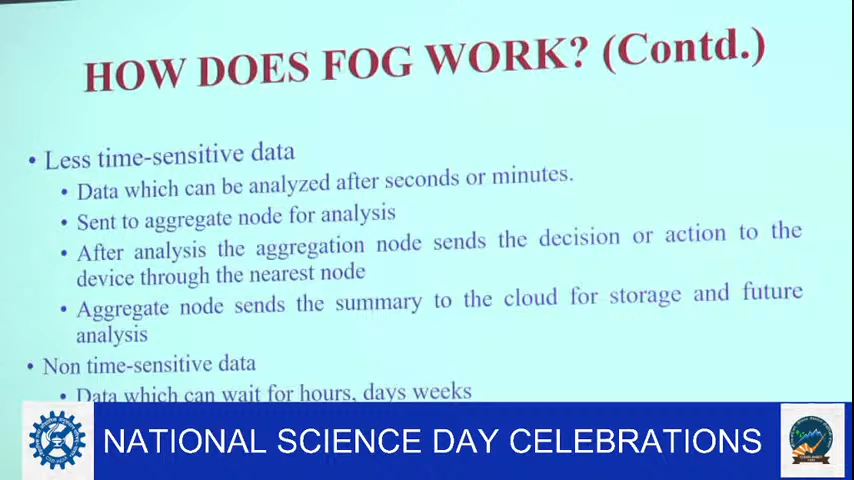 HOW DOES FOG WORK? (Contd.)
• Less time-sensitive data
• Data which can be analyzed after seconds or minutes.
• Sent to aggregate node for analysis
• After analysis the aggregation node sends the decision or action to the
device through the nearest node
• Aggregate node sends the summary to the cloud for storage and future
analysis
• Non time-sensitive data
• Data which can wait for hours, days weeks
NATIONAL SCIENCE DAY CELEBRATIONS